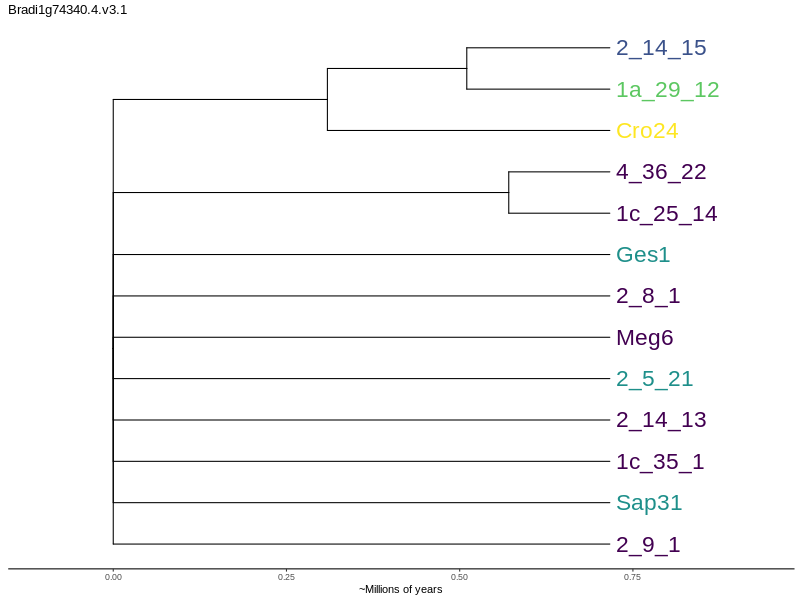 Bradi1g74340.4.v3.1
2_14_15
1a_29_12
Cro24
4_36_22
1c_25_14
Ges1
2_8_1
Meg6
2_5_21
2_14_13
1c_35_1
Sap31
2_9_1
0.00 0.25 0.50 0.75
~Millions of years